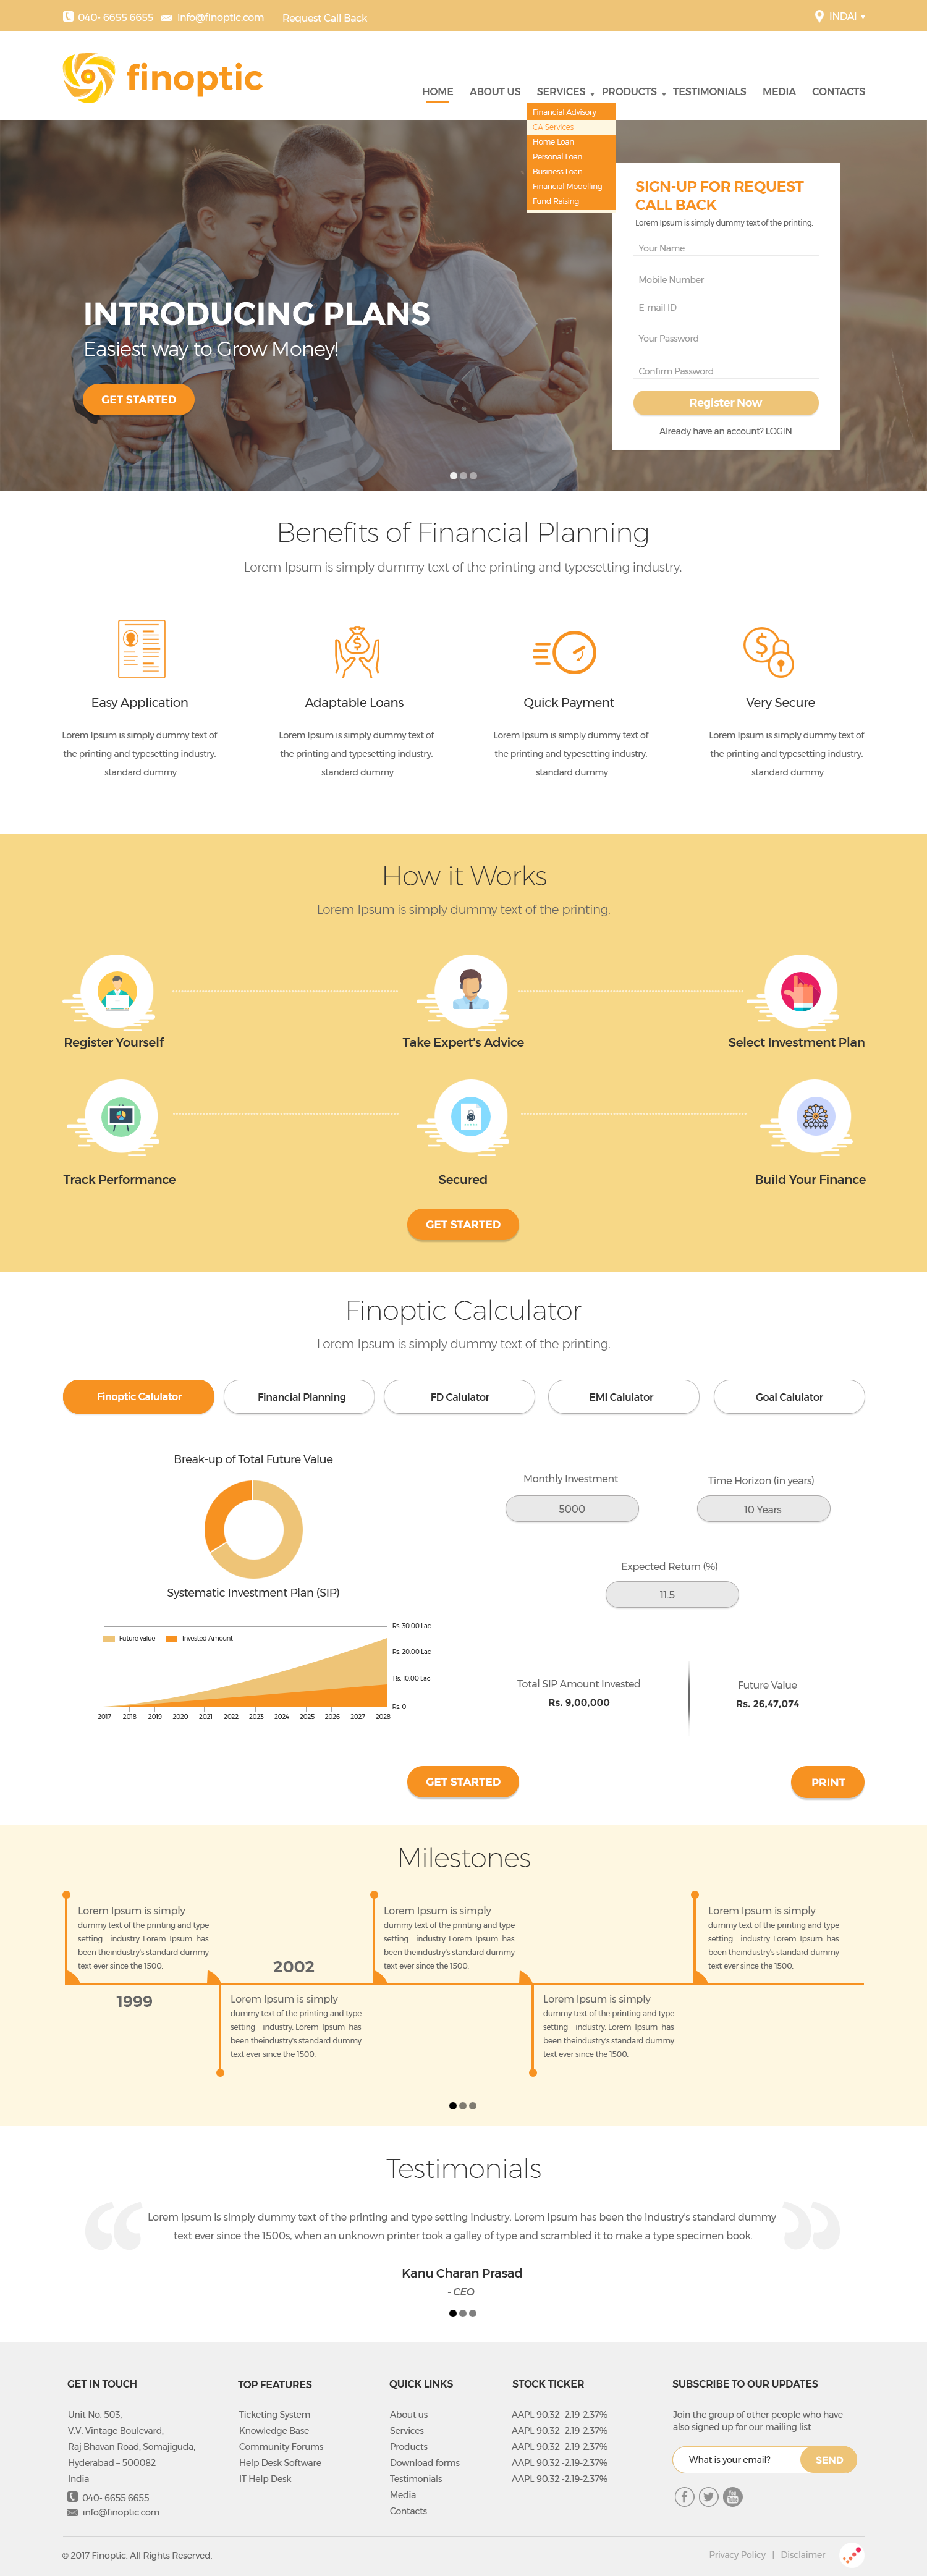 040- 6655 6655 info@finoptic.com Request Call Back INDAI
finoptic
HOME ABOUT US SERVICES PRODUCTS TESTIMONIALS MEDIA CONTACTS
Financial Advisory
CA Services
Home Loan
Personal Loan
Business Loan
Financial Modelling
Fund Raising
INTRODUCING PLANS
Easiest way to Grow Money!
GET STARTED
SIGN-UP FOR REQUEST
CALL BACK
Lorem Ipsum is simply dummy text of the printing.
Your Name
Mobile Number
E-mail ID
Your Password
Confirm Password
Register Now
Already have an account? LOGIN
Benefits of Financial Planning
Lorem Ipsum is simply dummy text of the printing and typesetting industry.
Easy Application
Lorem Ipsum is simply dummy text of
the printing and typesetting industry.
standard dummy
Adaptable Loans
Lorem Ipsum is simply dummy text of
the printing and typesetting industry.
standard dummy
Quick Payment
Lorem Ipsum is simply dummy text of
the printing and typesetting industry.
standard dummy
Very Secure
Lorem Ipsum is simply dummy text of
the printing and typesetting industry.
standard dummy
How it Works
Lorem Ipsum is simply dummy text of the printing.
Register Yourself
Take Expert's Advice
Select Investment Plan
Track Performance
Secured
Build Your Finance
GET STARTED
Finoptic Calculator
Lorem Ipsum is simply dummy text of the printing.
Finoptic Calulator
Financial Planning
FD Calulator
EMI Calulator
Goal Calulator
Break-up of Total Future Value
Systematic Investment Plan (SIP)
Future value Invested Amount
Rs. 30.00 Lac
Rs. 20.00 Lac
Rs. 10.00 Lac
Rs. 0
2017 2018 2019 2020 2021 2022 2023 2024 2025 2026 2027 2028
Monthly Investment
5000
Time Horizon (in years)
10 Years
Expected Return (%)
11.5
Total SIP Amount Invested
Rs. 9,00,000
Future Value
Rs. 26,47,074
GET STARTED
PRINT
Milestones
Lorem Ipsum is simply
dummy text of the printing and type
setting industry. Lorem Ipsum has
been theindustry's standard dummy
text ever since the 1500.
1999
2002
Lorem Ipsum is simply
dummy text of the printing and type
setting industry. Lorem Ipsum has
been theindustry's standard dummy
text ever since the 1500.
Lorem Ipsum is simply
dummy text of the printing and type
setting industry. Lorem Ipsum has
been theindustry's standard dummy
text ever since the 1500.
Lorem Ipsum is simply
dummy text of the printing and type
setting industry. Lorem Ipsum has
been theindustry's standard dummy
text ever since the 1500.
Lorem Ipsum is simply
dummy text of the printing and type
setting industry. Lorem Ipsum has
been theindustry's standard dummy
text ever since the 1500.
Testimonials
“ Lorem Ipsum is simply dummy text of the printing and type setting industry. Lorem Ipsum has been the industry's standard dummy ”
text ever since the 1500s, when an unknown printer took a galley of type and scrambled it to make a type specimen book.
Kanu Charan Prasad
- CEO
GET IN TOUCH
Unit No: 503,
V.V. Vintage Boulevard,
Raj Bhavan Road, Somajiguda,
Hyderabad – 500082
India
040- 6655 6655
info@finoptic.com
TOP FEATURES
Ticketing System
Knowledge Base
Community Forums
Help Desk Software
IT Help Desk
QUICK LINKS
About us
Services
Products
Download forms
Testimonials
Media
Contacts
STOCK TICKER
AAPL 90.32 -2.19-2.37%
AAPL 90.32 -2.19-2.37%
AAPL 90.32 -2.19-2.37%
AAPL 90.32 -2.19-2.37%
AAPL 90.32 -2.19-2.37%
SUBSCRIBE TO OUR UPDATES
Join the group of other people who have
also signed up for our mailing list.
What is your email? SEND
You Tube
© 2017 Finoptic. All Rights Reserved.
Privacy Policy | Disclaimer